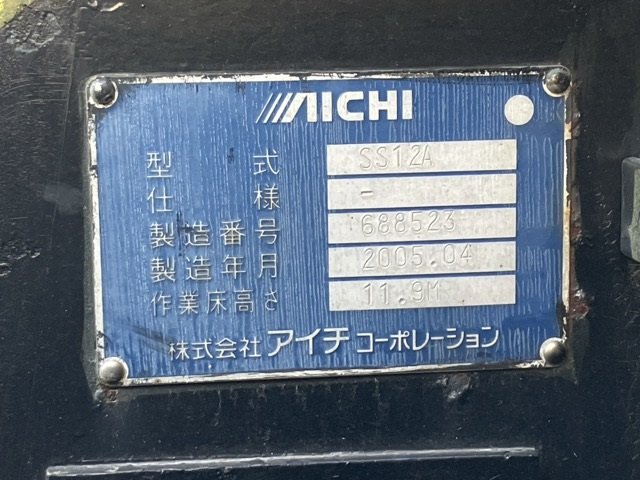 AICHI
型式 SS12A
仕様 -
製造番号 688523
製造年月 2005.04
作業床高さ 11.9M
株式会社 アイチ コーポレーション